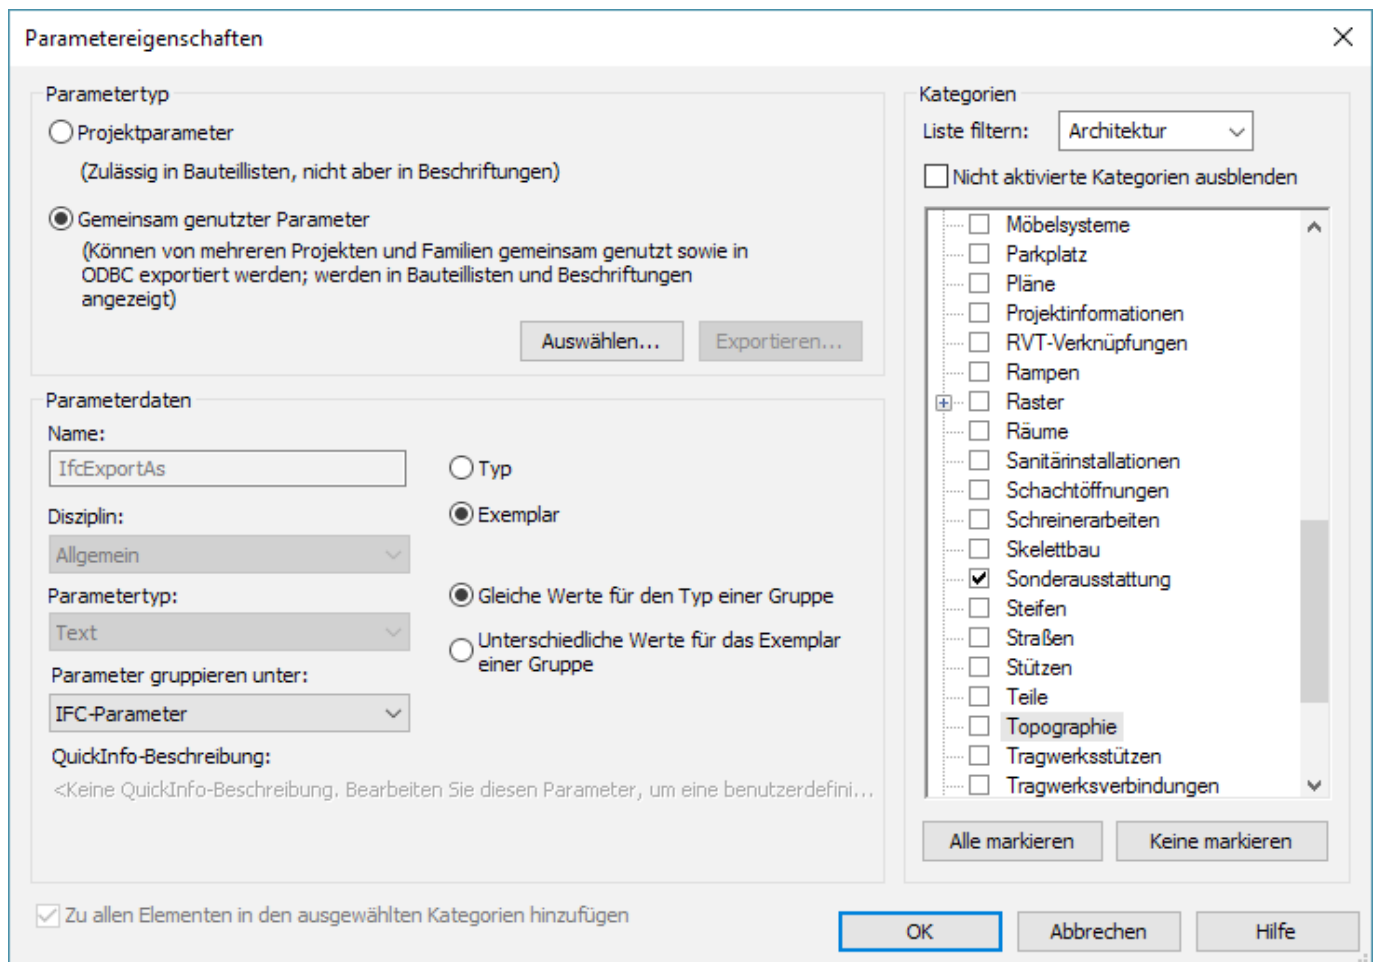 Parametereigenschaften
Parametertyp
Projektparameter
(Zulässig in Bauteillisten, nicht aber in Beschriftungen)
Gemeinsam genutzter Parameter
(Können von mehreren Projekten und Familien gemeinsam genutzt sowie in
ODBC exportiert werden; werden in Bauteillisten und Beschriftungen
angezeigt)
Auswählen...
Exportieren...
Parameterdaten
Name:
IfcExportAs
Disziplin:
Allgemein
Parametertyp:
Text
Parameter gruppieren unter:
IFC-Parameter
QuickInfo-Beschreibung:
<Keine QuickInfo-Beschreibung. Bearbeiten Sie diesen Parameter, um eine benutzerdefini...
Typ
Exemplar
Gleiche Werte für den Typ einer Gruppe
Unterschiedliche Werte für das Exemplar
einer Gruppe
Kategorien
Liste filtern:
Architektur
Nicht aktivierte Kategorien ausblenden
Möbelsysteme
Parkplatz
Pläne
Projektinformationen
RVT-Verknüpfungen
Rampen
Raster
Räume
Sanitärinstallationen
Schachtöffnungen
Schreinerarbeiten
Skelettbau
Sonderausstattung
Steifen
Straßen
Stützen
Teile
Topographie
Tragwerksstützen
Tragwerksverbindungen
Alle markieren
Keine markieren
Zu allen Elementen in den ausgewählten Kategorien hinzufügen
OK
Abbrechen
Hilfe